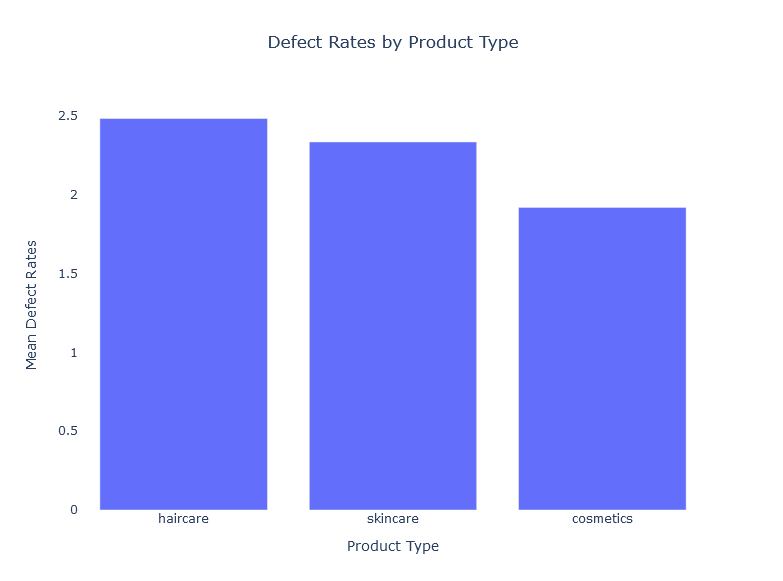 Defect Rates by Product Type
Mean Defect Rates
2.5
2
1.5
1
0.5
0
haircare
skincare
cosmetics
Product Type